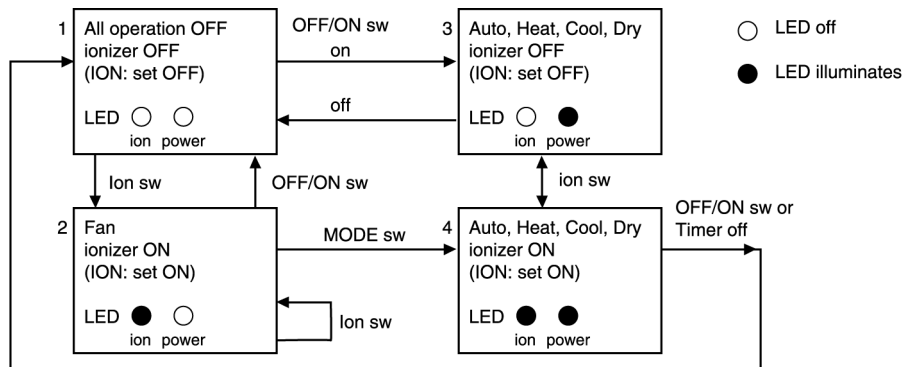 1
All operation OFF
ionizer OFF
(ION: set OFF)
LED
ion power
OFF/ON sw
on
off
3
Auto, Heat, Cool, Dry
ionizer OFF
(ION: set OFF)
LED
ion power
LED off
LED illuminates
Ion sw
OFF/ON sw
ion sw
2
Fan
ionizer ON
(ION: set ON)
LED
ion power
MODE sw
Ion sw
4
Auto, Heat, Cool, Dry
ionizer ON
(ION: set ON)
LED
ion power
OFF/ON sw or
Timer off